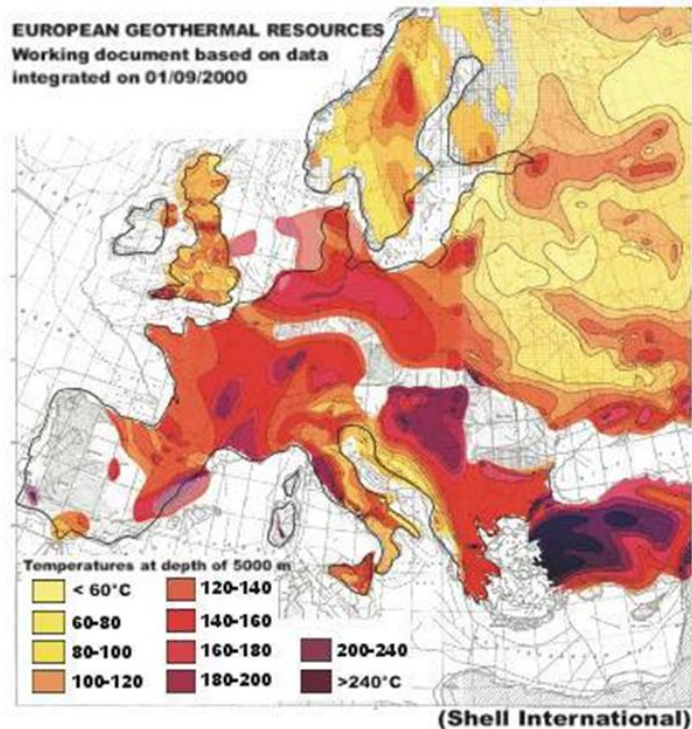 EUROPEAN GEOTHERMAL RESOURCES
Working document based on data
integrated on 01/09/2000
Temperatures at depth of 5000 m
< 60°C
60-80
80-100
100-120
120-140
140-160
160-180
180-200
200-240
>240°C
(Shell International)